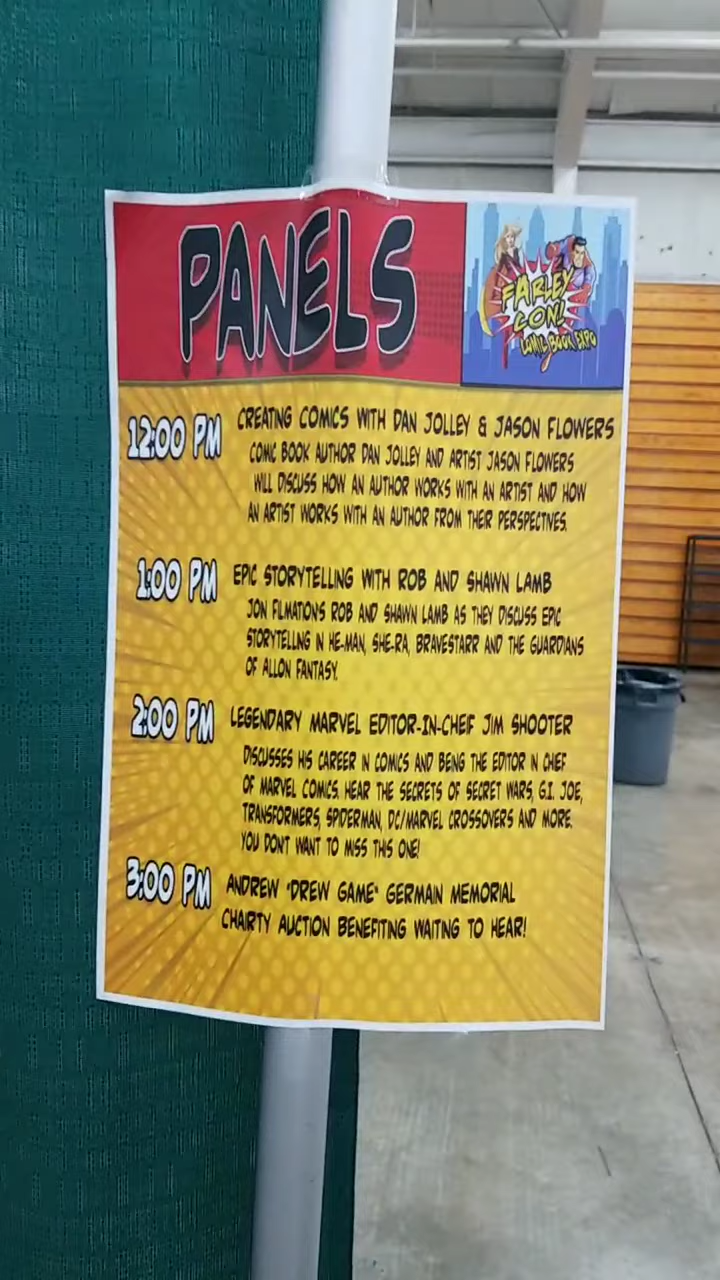 PANELS
FARLEY
CON!
COMIC BOOK EXPO
12:00 PM
CREATING COMICS WITH DAN JOLLEY & JASON FLOWERS
COMIC BOOK AUTHOR DAN JOLLEY AND ARTIST JASON FLOWERS
WILL DISCUSS HOW AN AUTHOR WORKS WITH AN ARTIST AND HOW
AN ARTIST WORKS WITH AN AUTHOR FROM THEIR PERSPECTIVES.
1:00 PM
EPIC STORYTELLING WITH ROB AND SHAWN LAMB
JOIN FILMATION'S ROB AND SHAWN LAMB AS THEY DISCUSS EPIC
STORYTELLING IN HE-MAN, SHE-RA, BRAVESTARR AND THE GUARDIANS
OF ALLON FANTASY.
2:00 PM
LEGENDARY MARVEL EDITOR-IN-CHIEF JIM SHOOTER
DISCUSSES HIS CAREER IN COMICS AND BEING THE EDITOR IN CHIEF
OF MARVEL COMICS. HEAR THE SECRETS OF SECRET WARS, G.I. JOE,
TRANSFORMERS, SPIDERMAN, DC/MARVEL CROSSOVERS AND MORE.
YOU DON'T WANT TO MISS THIS ONE!
3:00 PM
ANDREW "DREW GAME" GERMAIN MEMORIAL
CHARITY AUCTION BENEFITING WAITING TO HEAR!